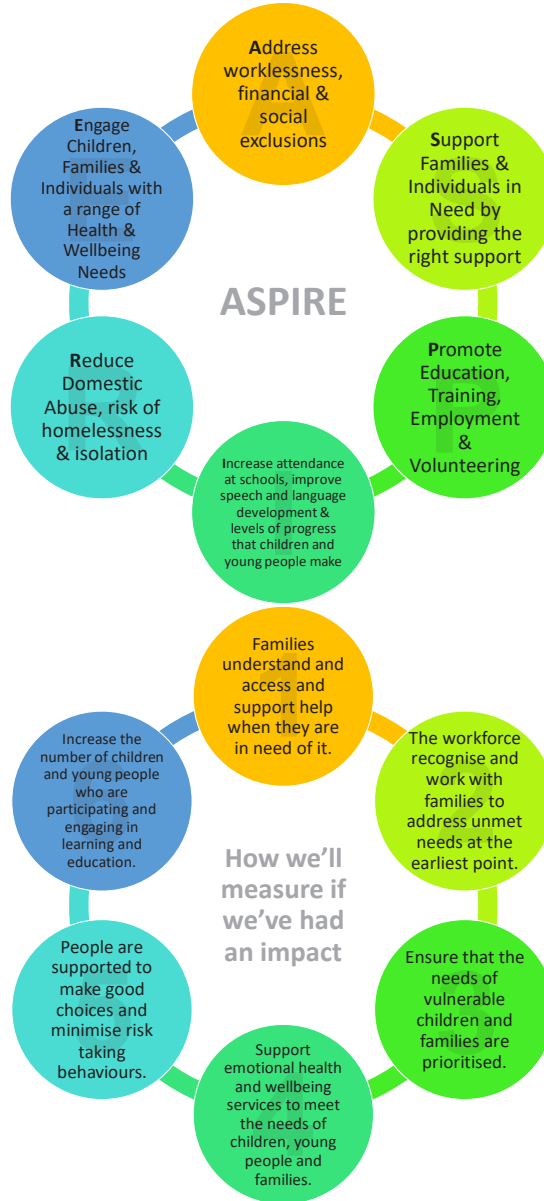 Address
worklessness,
financial &
social
exclusions
Support
Families &
Individuals in
Need by
providing the
right support
Promote
Education,
Training,
Employment
&
Volunteering
Increase attendance
at schools, improve
speech and language
development &
levels of progress
that children and
young people make
Reduce
Domestic
Abuse, risk of
homelessness
& isolation
Engage
Children,
Families &
Individuals with
a range of
Health &
Wellbeing
Needs
ASPIRE
A
S
P
I
R
E
Families
understand and
access and
support help
when they are
in need of it.
The workforce
recognise and
work with
families to
address unmet
needs at the
earliest point.
Ensure that the
needs of
vulnerable
children and
families are
prioritised.
Support
emotional health
and wellbeing
services to meet
the needs of
children, young
people and
families.
People are
supported to
make good
choices and
minimise risk
taking
behaviours.
Increase the
number of children
and young people
who are
participating and
engaging in
learning and
education.
How we'll
measure if
we've had
an impact
1
2
3
4
5
6